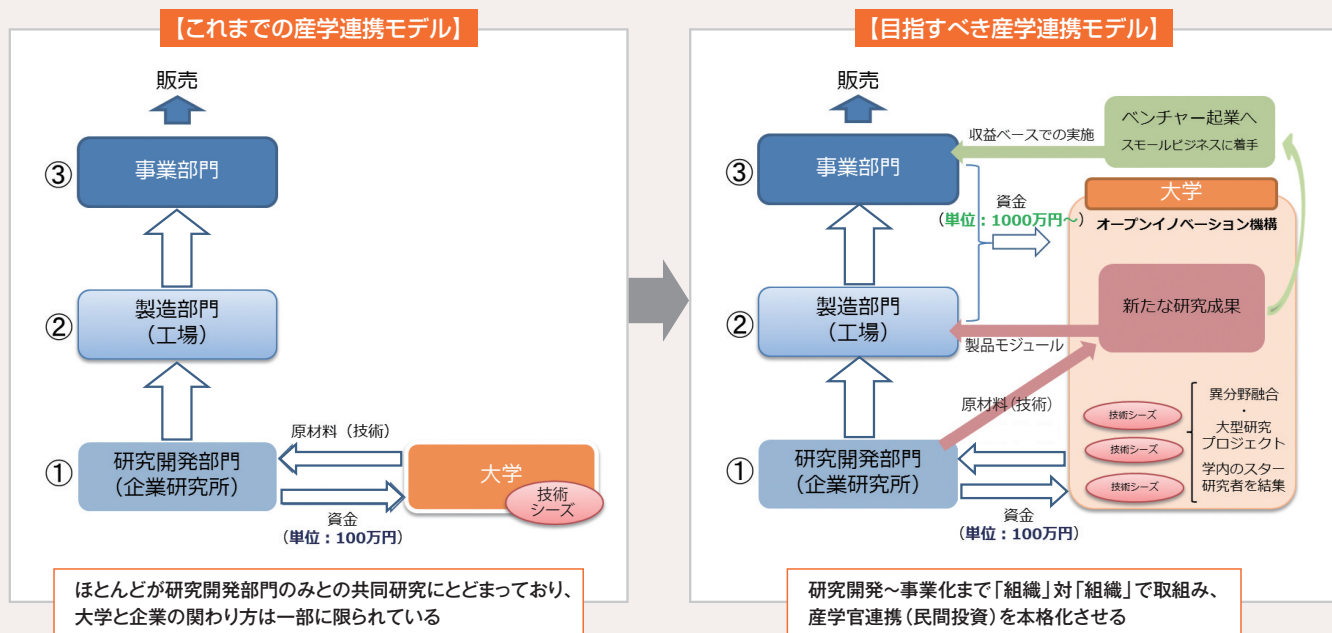 【これまでの産学連携モデル】
販売
③
事業部門
②
製造部門
（工場）
①
研究開発部門
（企業研究所）
原材料（技術）
大学
技術
シーズ
資金
（単位：100万円）
ほとんどが研究開発部門のみとの共同研究にとどまっており、
大学と企業の関わり方は一部に限られている
【目指すべき産学連携モデル】
販売
③
事業部門
収益ベースでの実施
ベンチャー起業へ
スモールビジネスに着手
資金
（単位：1000万円～）
大学
オープンイノベーション機構
②
製造部門
（工場）
製品モジュール
新たな研究成果
原材料（技術）
①
研究開発部門
（企業研究所）
技術シーズ
技術シーズ
技術シーズ
異分野融合
・
大型研究
プロジェクト
学内のスター
研究者を結集
資金
（単位：100万円）
研究開発～事業化まで「組織」対「組織」で取組み、
産学官連携（民間投資）を本格化させる